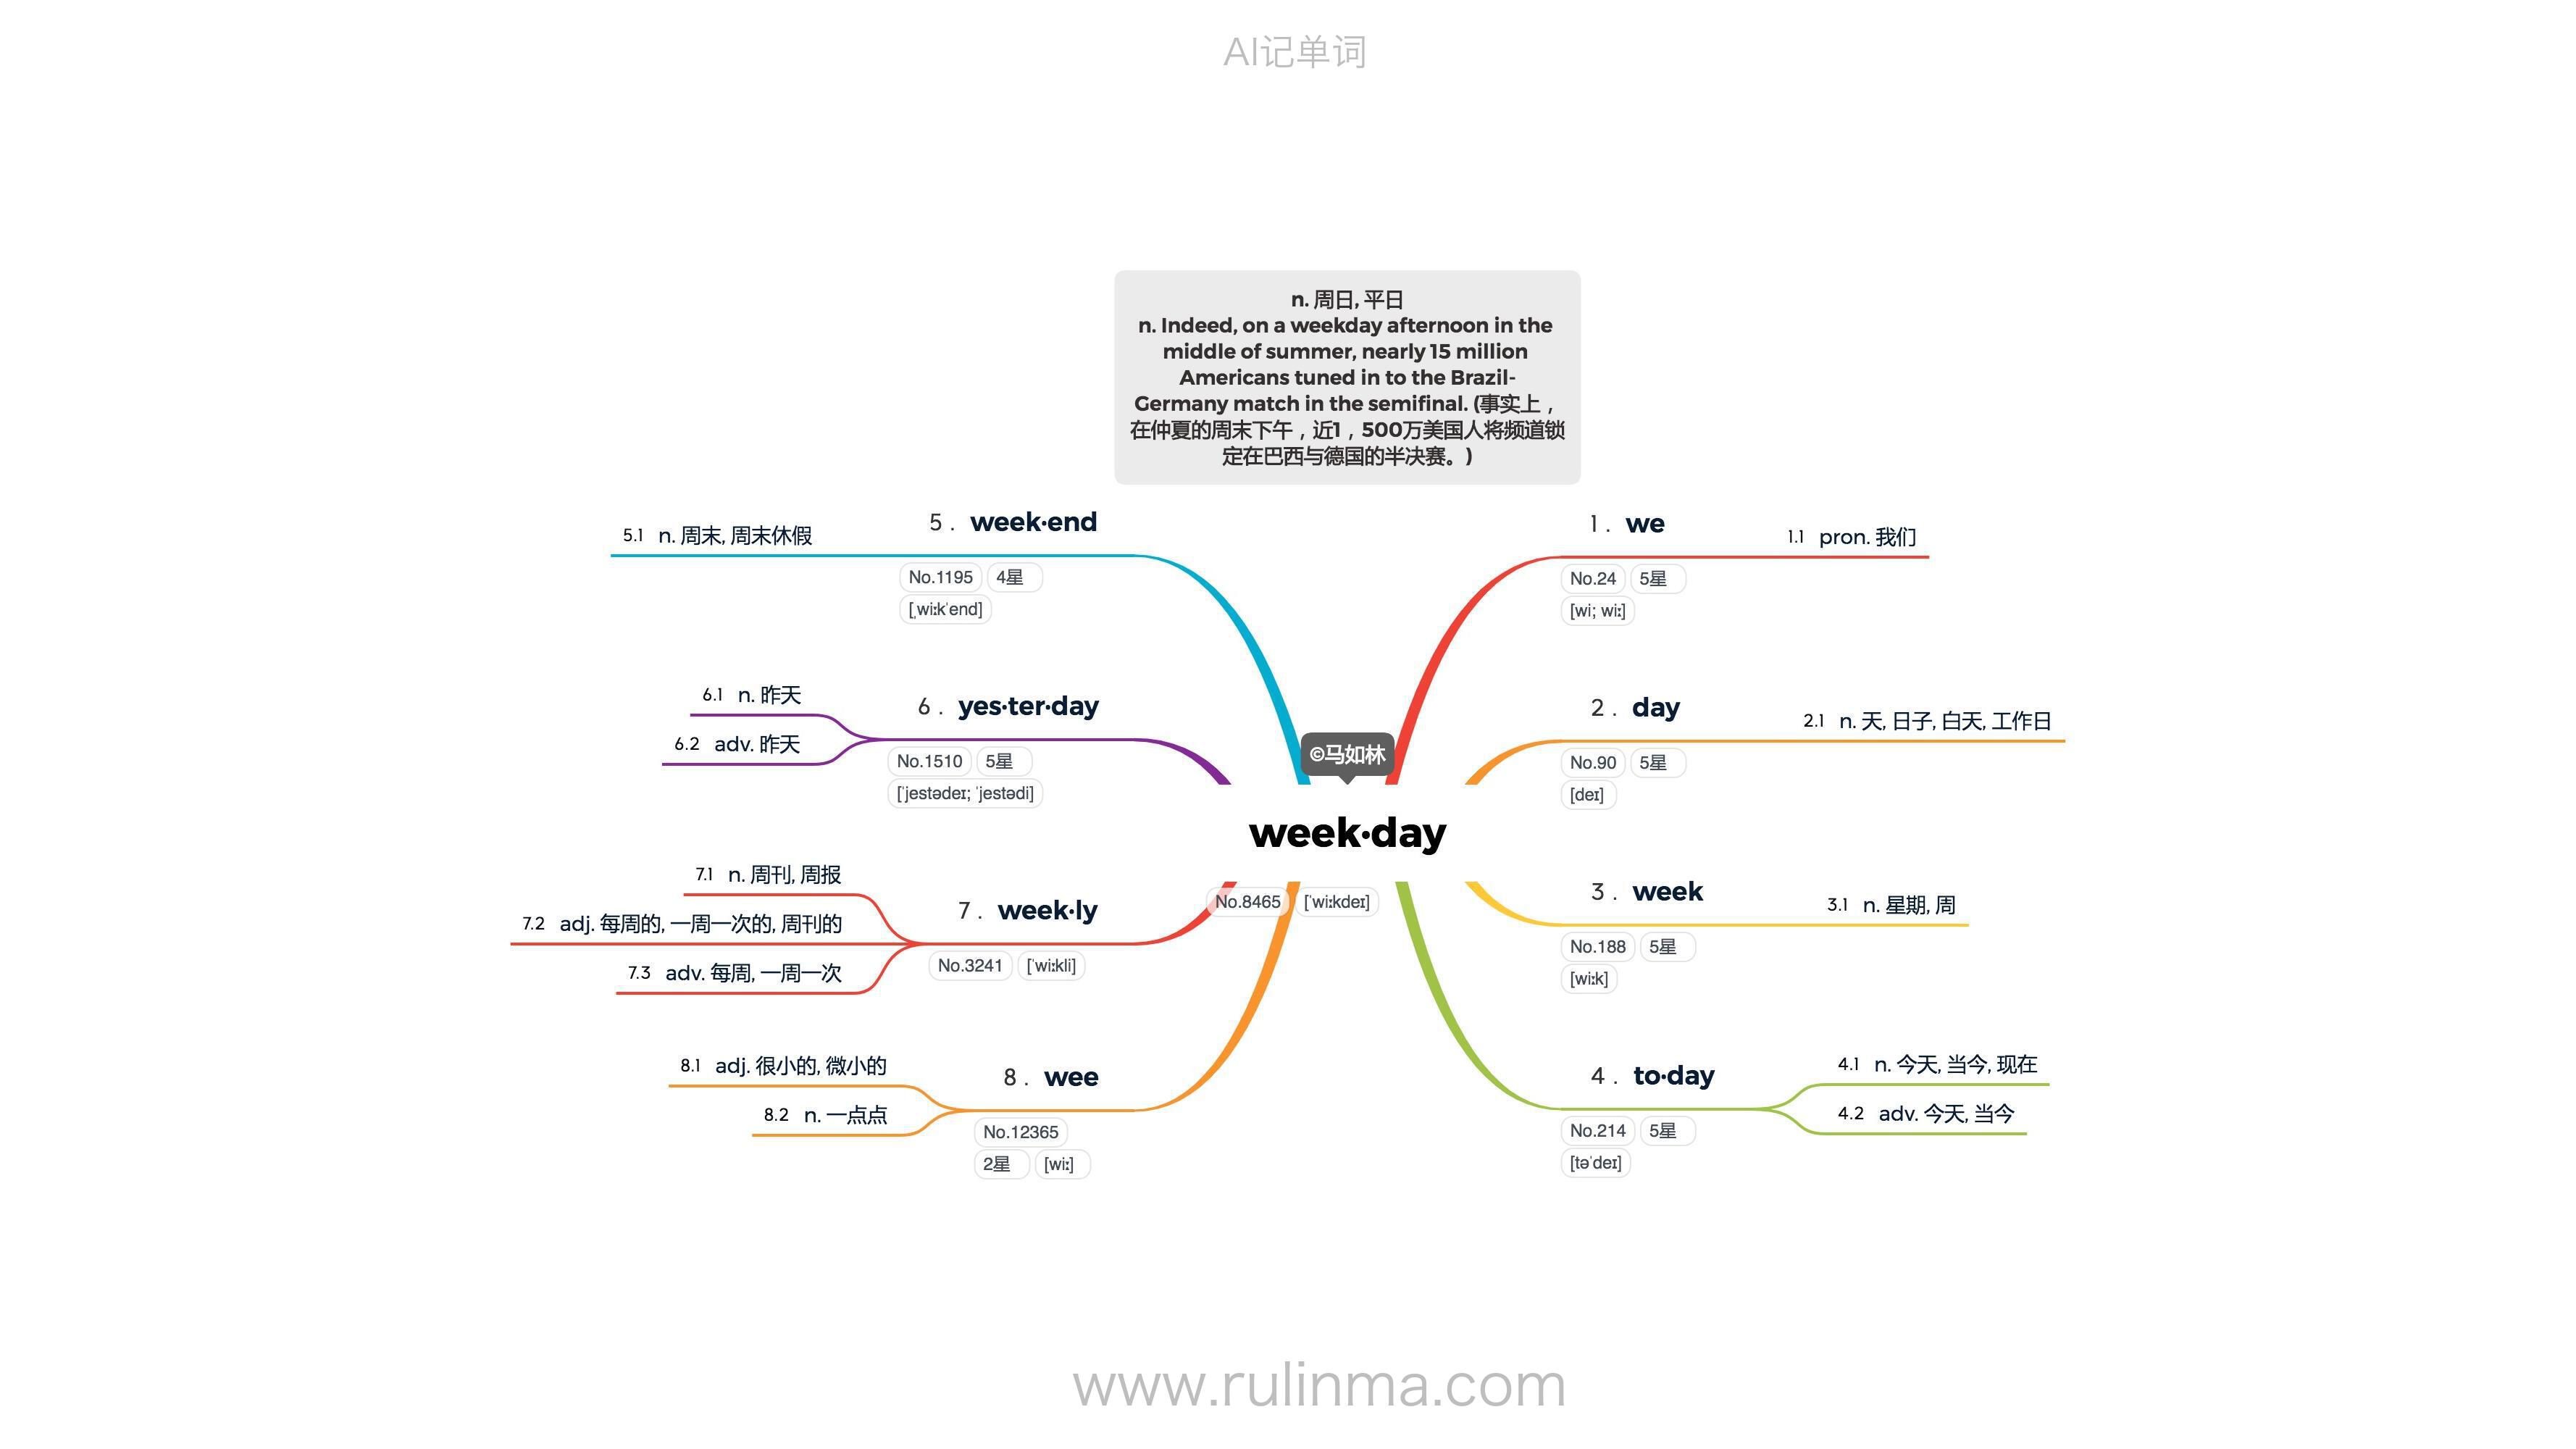 AI记单词
n. 周日, 平日
n. Indeed, on a weekday afternoon in the
middle of summer, nearly 15 million
Americans tuned in to the Brazil-
Germany match in the semifinal. (事实上，
在仲夏的周末下午，近1，500万美国人将频道锁
定在巴西与德国的半决赛。)
©马如林
week·day
No.8465 [ˈwiːkdeɪ]
1. we
No.24 5星
[wi; wiː]
1.1 pron. 我们
2. day
No.90 5星
[deɪ]
2.1 n. 天, 日子, 白天, 工作日
3. week
No.188 5星
[wiːk]
3.1 n. 星期, 周
4. to·day
No.214 5星
[təˈdeɪ]
4.1 n. 今天, 当今, 现在
4.2 adv. 今天, 当今
5. week·end
No.1195 4星
[ˌwiːkˈend]
5.1 n. 周末, 周末休假
6. yes·ter·day
No.1510 5星
[ˈjestədeɪ; ˈjestədi]
6.1 n. 昨天
6.2 adv. 昨天
7. week·ly
No.3241 [ˈwiːkli]
7.1 n. 周刊, 周报
7.2 adj. 每周的, 一周一次的, 周刊的
7.3 adv. 每周, 一周一次
8. wee
No.12365
2星 [wiː]
8.1 adj. 很小的, 微小的
8.2 n. 一点点
www.rulinma.com